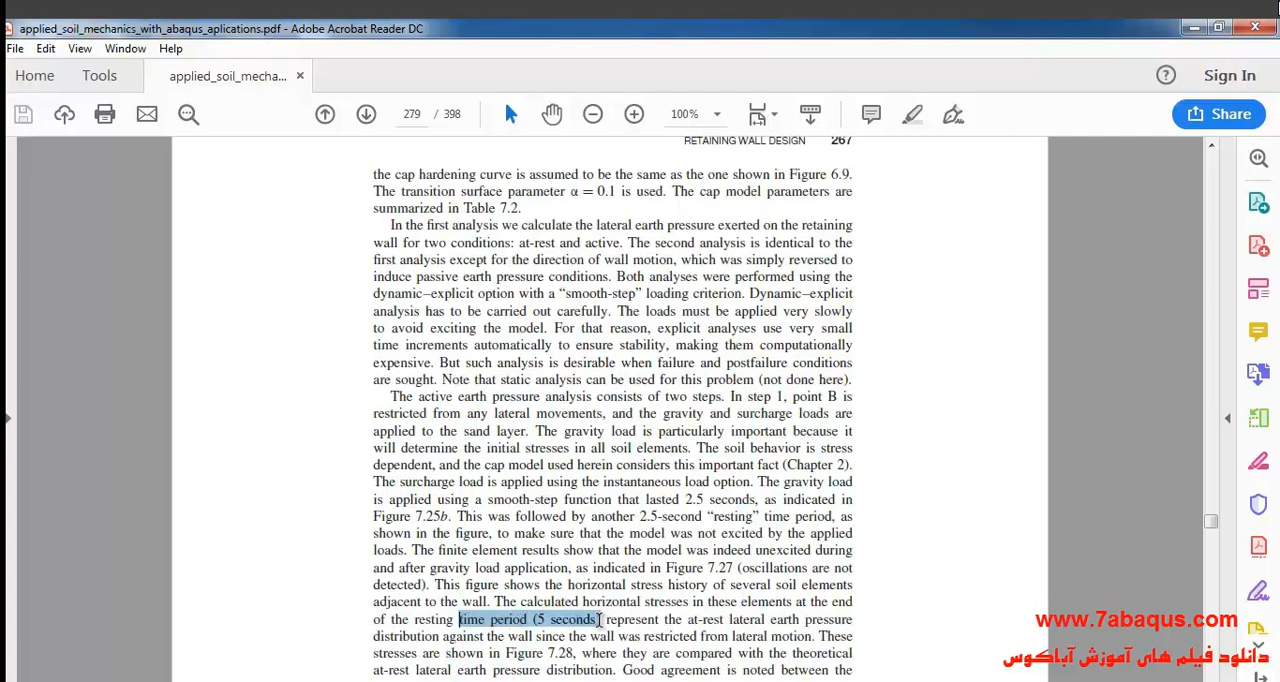 applied_soil_mechanics_with_abaqus_aplications.pdf - Adobe Acrobat Reader DC
File Edit View Window Help
Home Tools applied_soil_mecha... × Sign In
279 / 398 100% Share
RETAINING WALL DESIGN 267
the cap hardening curve is assumed to be the same as the one shown in Figure 6.9.
The transition surface parameter α = 0.1 is used. The cap model parameters are
summarized in Table 7.2.
In the first analysis we calculate the lateral earth pressure exerted on the retaining
wall for two conditions: at-rest and active. The second analysis is identical to the
first analysis except for the direction of wall motion, which was simply reversed to
induce passive earth pressure conditions. Both analyses were performed using the
dynamic–explicit option with a “smooth-step” loading criterion. Dynamic–explicit
analysis has to be carried out carefully. The loads must be applied very slowly
to avoid exciting the model. For that reason, explicit analyses use very small
time increments automatically to ensure stability, making them computationally
expensive. But such analysis is desirable when failure and postfailure conditions
are sought. Note that static analysis can be used for this problem (not done here).
The active earth pressure analysis consists of two steps. In step 1, point B is
restricted from any lateral movements, and the gravity and surcharge loads are
applied to the sand layer. The gravity load is particularly important because it
will determine the initial stresses in all soil elements. The soil behavior is stress
dependent, and the cap model used herein considers this important fact (Chapter 2).
The surcharge load is applied using the instantaneous load option. The gravity load
is applied using a smooth-step function that lasted 2.5 seconds, as indicated in
Figure 7.25b. This was followed by another 2.5-second “resting” time period, as
shown in the figure, to make sure that the model was not excited by the applied
loads. The finite element results show that the model was indeed unexcited during
and after gravity load application, as indicated in Figure 7.27 (oscillations are not
detected). This figure shows the horizontal stress history of several soil elements
adjacent to the wall. The calculated horizontal stresses in these elements at the end
of the resting time period (5 seconds) represent the at-rest lateral earth pressure
distribution against the wall since the wall was restricted from lateral motion. These
stresses are shown in Figure 7.28, where they are compared with the theoretical
at-rest lateral earth pressure distribution. Good agreement is noted between the
www.7abaqus.com
دانلود فیلم های آموزش آباکوس